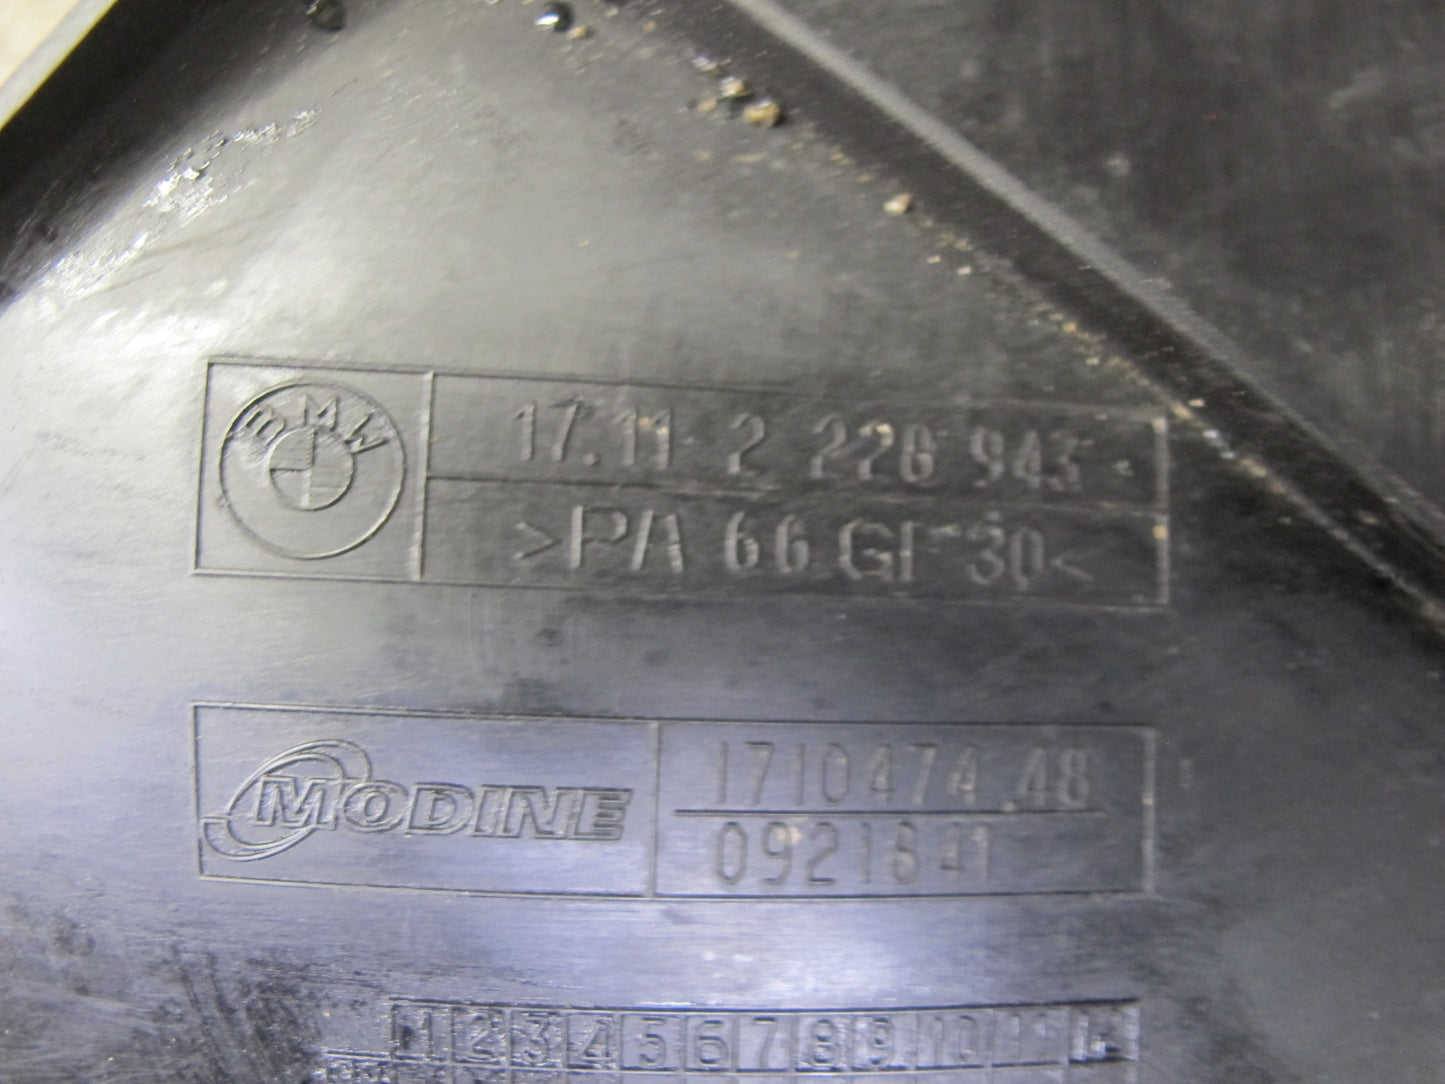 BMW
17.11 2 228 943
>PA 66 GF 30<
MODINE
1710474.48
0921841
1 2 3 4 5 6 7 8 9 10 11 12